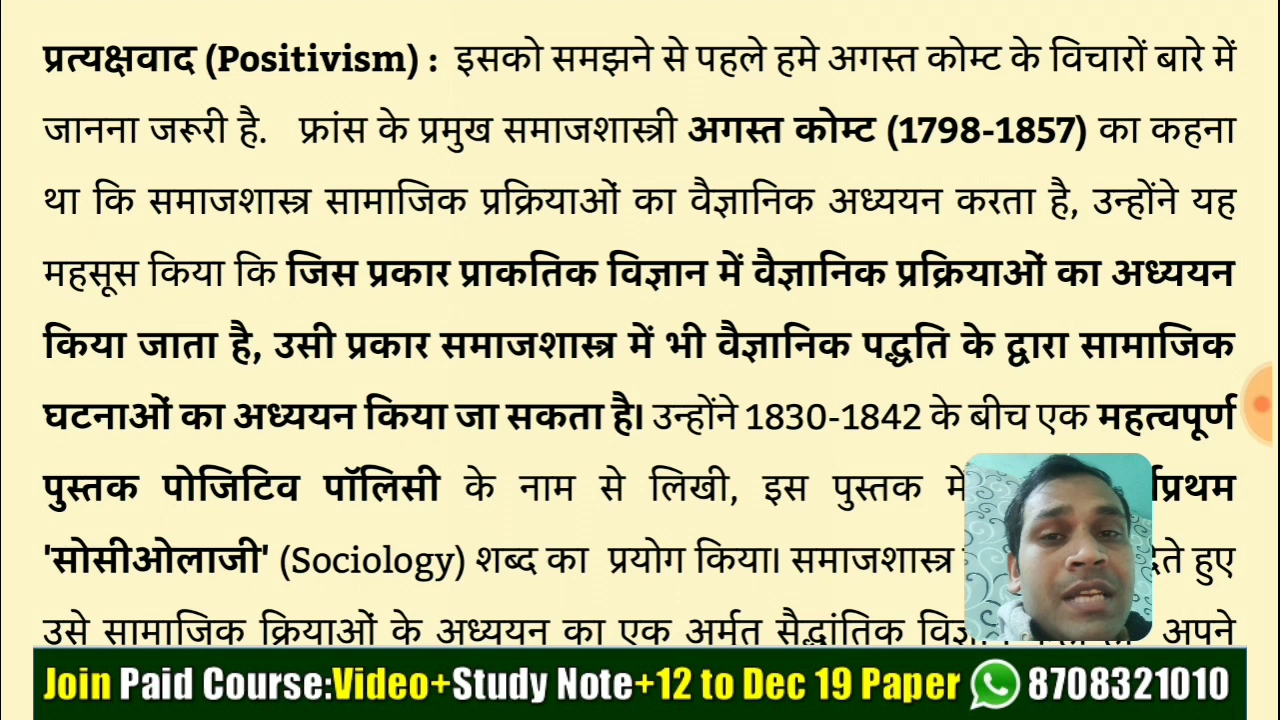 प्रत्यक्षवाद (Positivism) : इसको समझने से पहले हमे अगस्त कोम्ट के विचारों बारे में
जानना जरूरी है. फ्रांस के प्रमुख समाजशास्त्री अगस्त कोम्ट (1798-1857) का कहना
था कि समाजशास्त्र सामाजिक प्रक्रियाओं का वैज्ञानिक अध्ययन करता है, उन्होंने यह
महसूस किया कि जिस प्रकार प्राकतिक विज्ञान में वैज्ञानिक प्रक्रियाओं का अध्ययन
किया जाता है, उसी प्रकार समाजशास्त्र में भी वैज्ञानिक पद्धति के द्वारा सामाजिक
घटनाओं का अध्ययन किया जा सकता है। उन्होंने 1830-1842 के बीच एक महत्वपूर्ण
पुस्तक पोजिटिव पॉलिसी के नाम से लिखी, इस पुस्तक
'सोसीओलाजी' (Sociology) शब्द का प्रयोग किया। समाजशास्त्र हुए
उसे सामाजिक क्रियाओं के अध्ययन का एक अर्मत सैद्धांतिक अपने
Join Paid Course:Video+Study Note+12 to Dec 19 Paper 8708321010